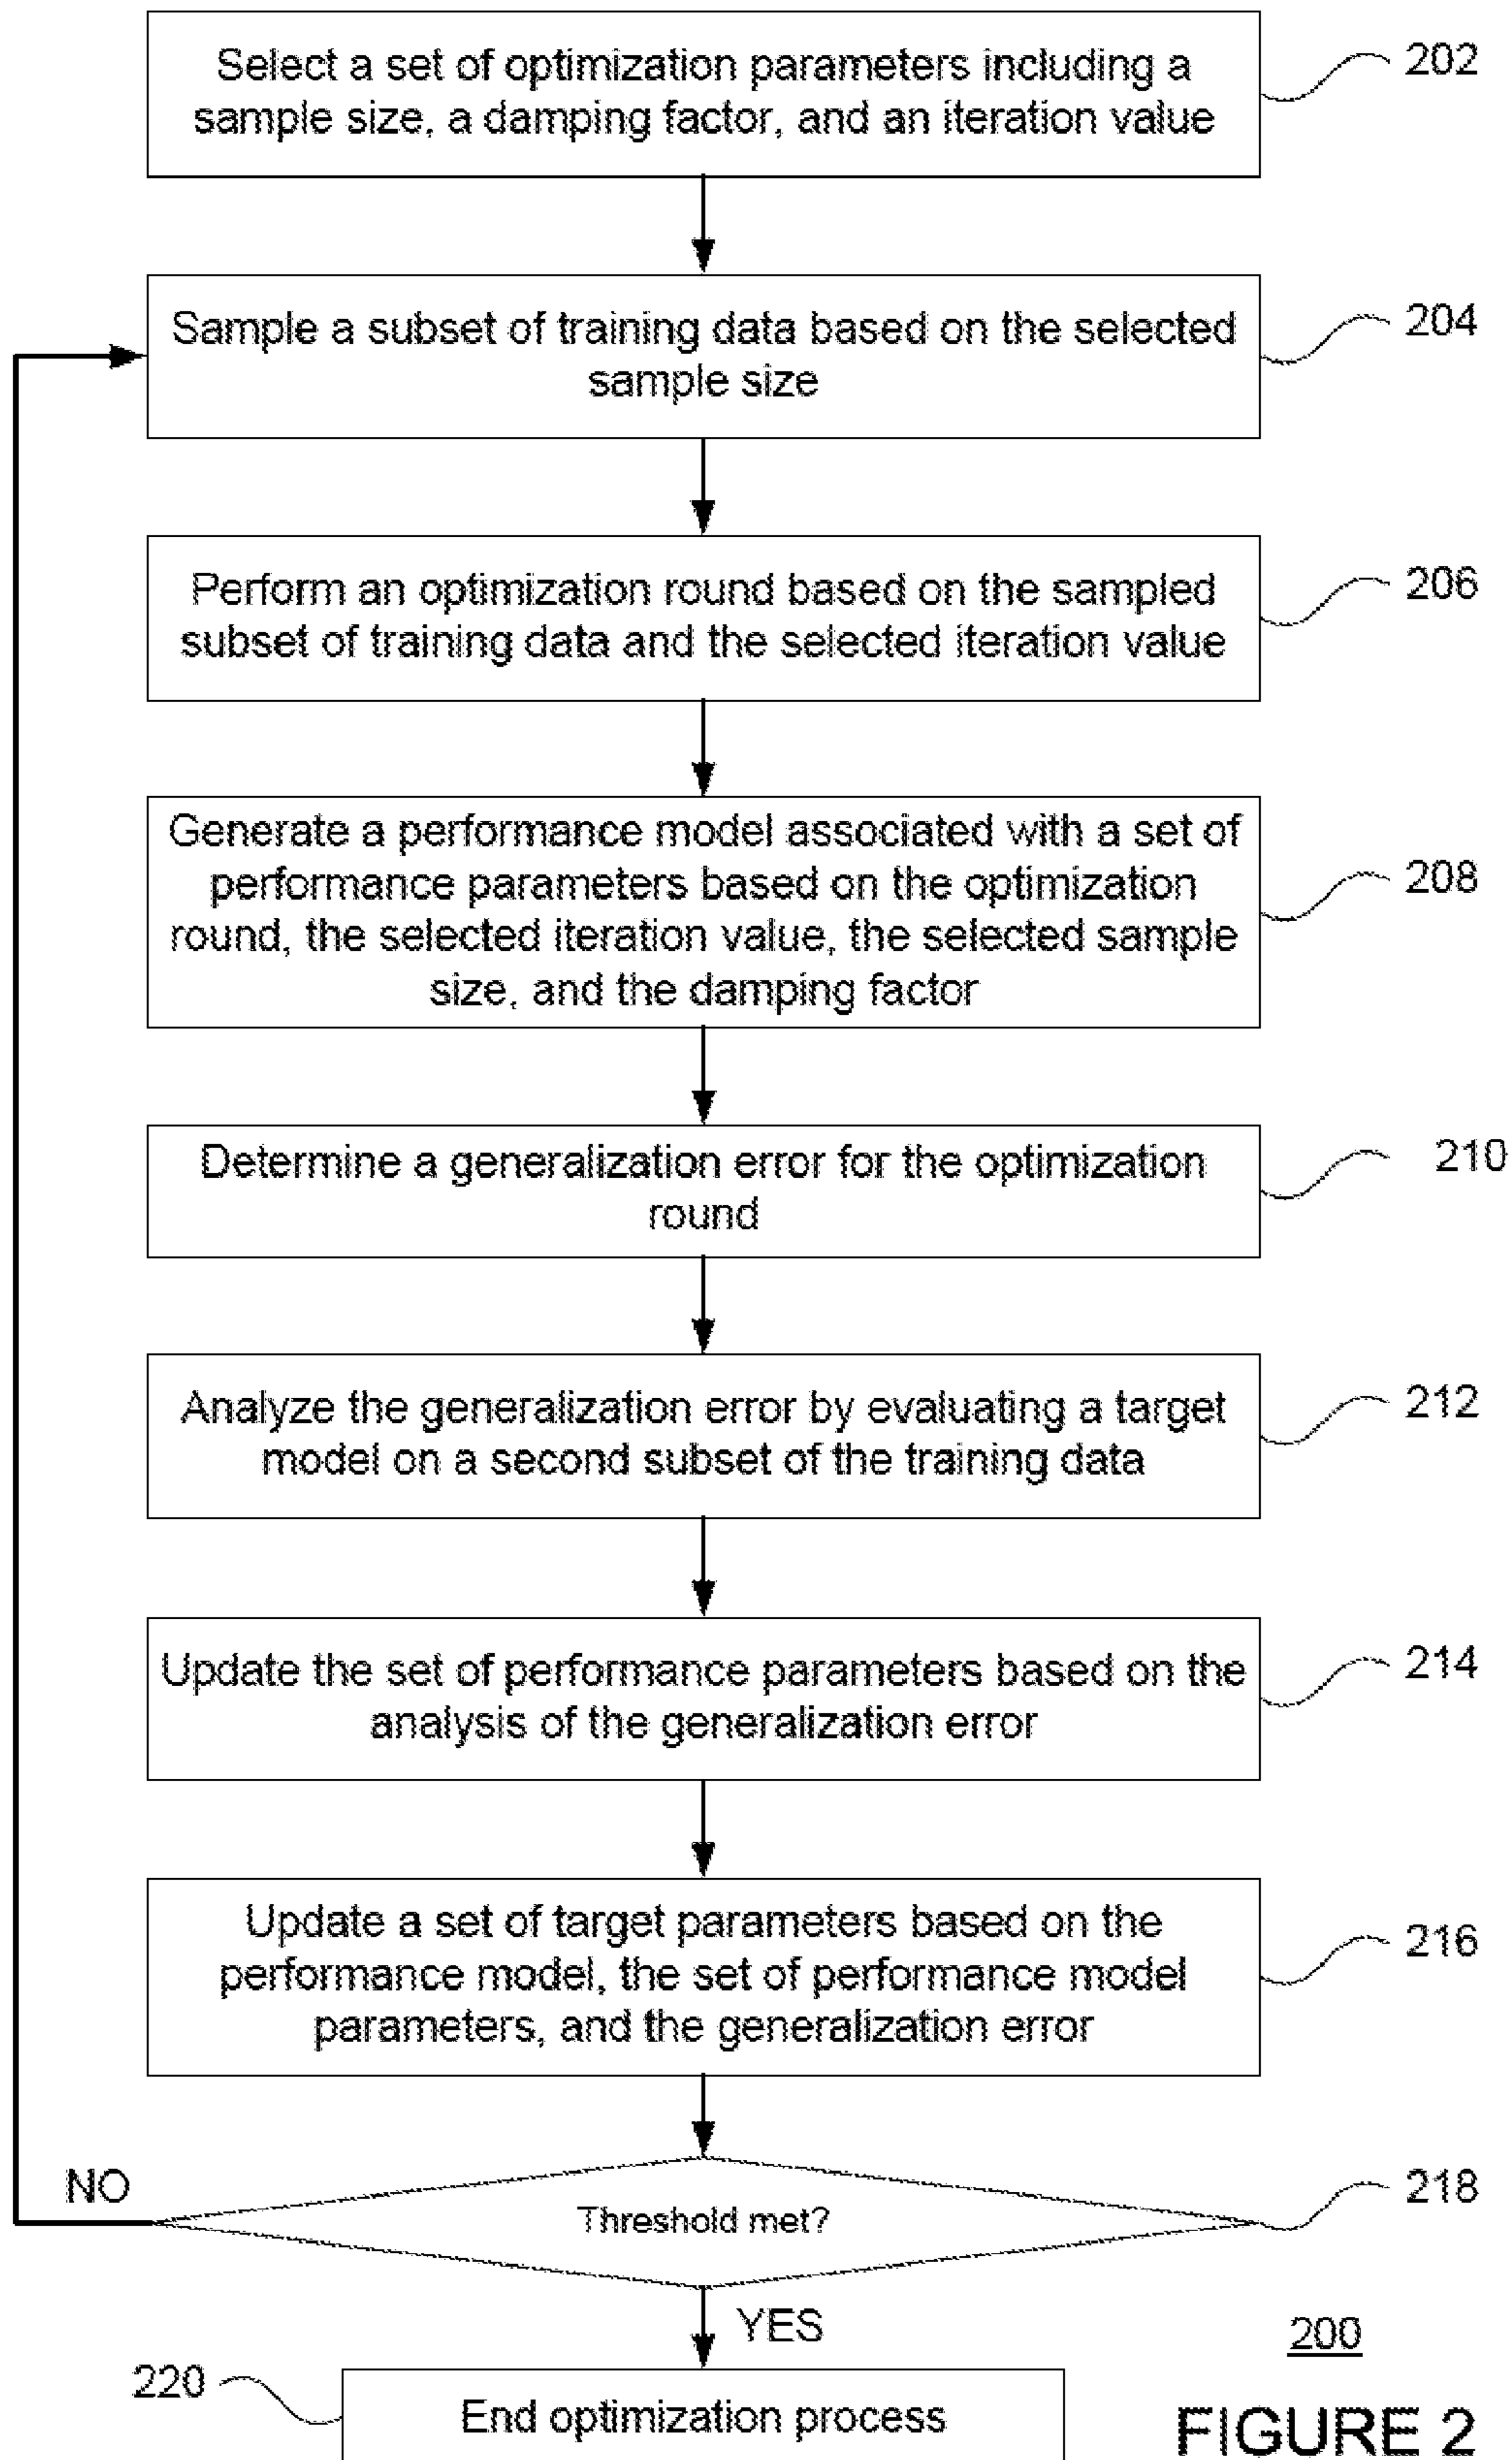 Select a set of optimization parameters including a
sample size, a damping factor, and an iteration value
202
Sample a subset of training data based on the selected
sample size
204
Perform an optimization round based on the sampled
subset of training data and the selected iteration value
206
Generate a performance model associated with a set of
performance parameters based on the optimization
round, the selected iteration value, the selected sample
size, and the damping factor
208
Determine a generalization error for the optimization
round
210
Analyze the generalization error by evaluating a target
model on a second subset of the training data
212
Update the set of performance parameters based on the
analysis of the generalization error
214
Update a set of target parameters based on the
performance model, the set of performance model
parameters, and the generalization error
216
NO
Threshold met?
218
YES
200
220
End optimization process
FIGURE 2